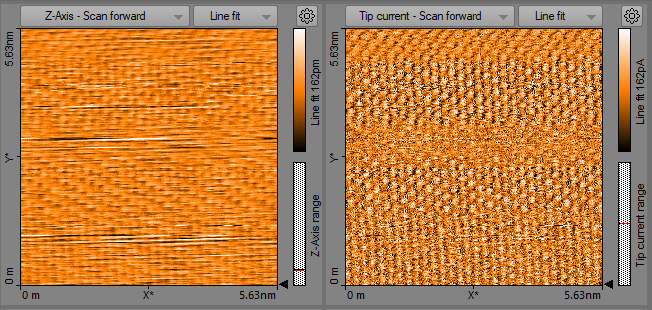 Z-Axis - Scan forward
Line fit
5.63nm
Y*
0 m
0 m
X*
5.63nm
Line fit 162pm
Z-Axis range
Tip current - Scan forward
Line fit
5.63nm
Y*
0 m
0 m
X*
5.63nm
Line fit 162pA
Tip current range